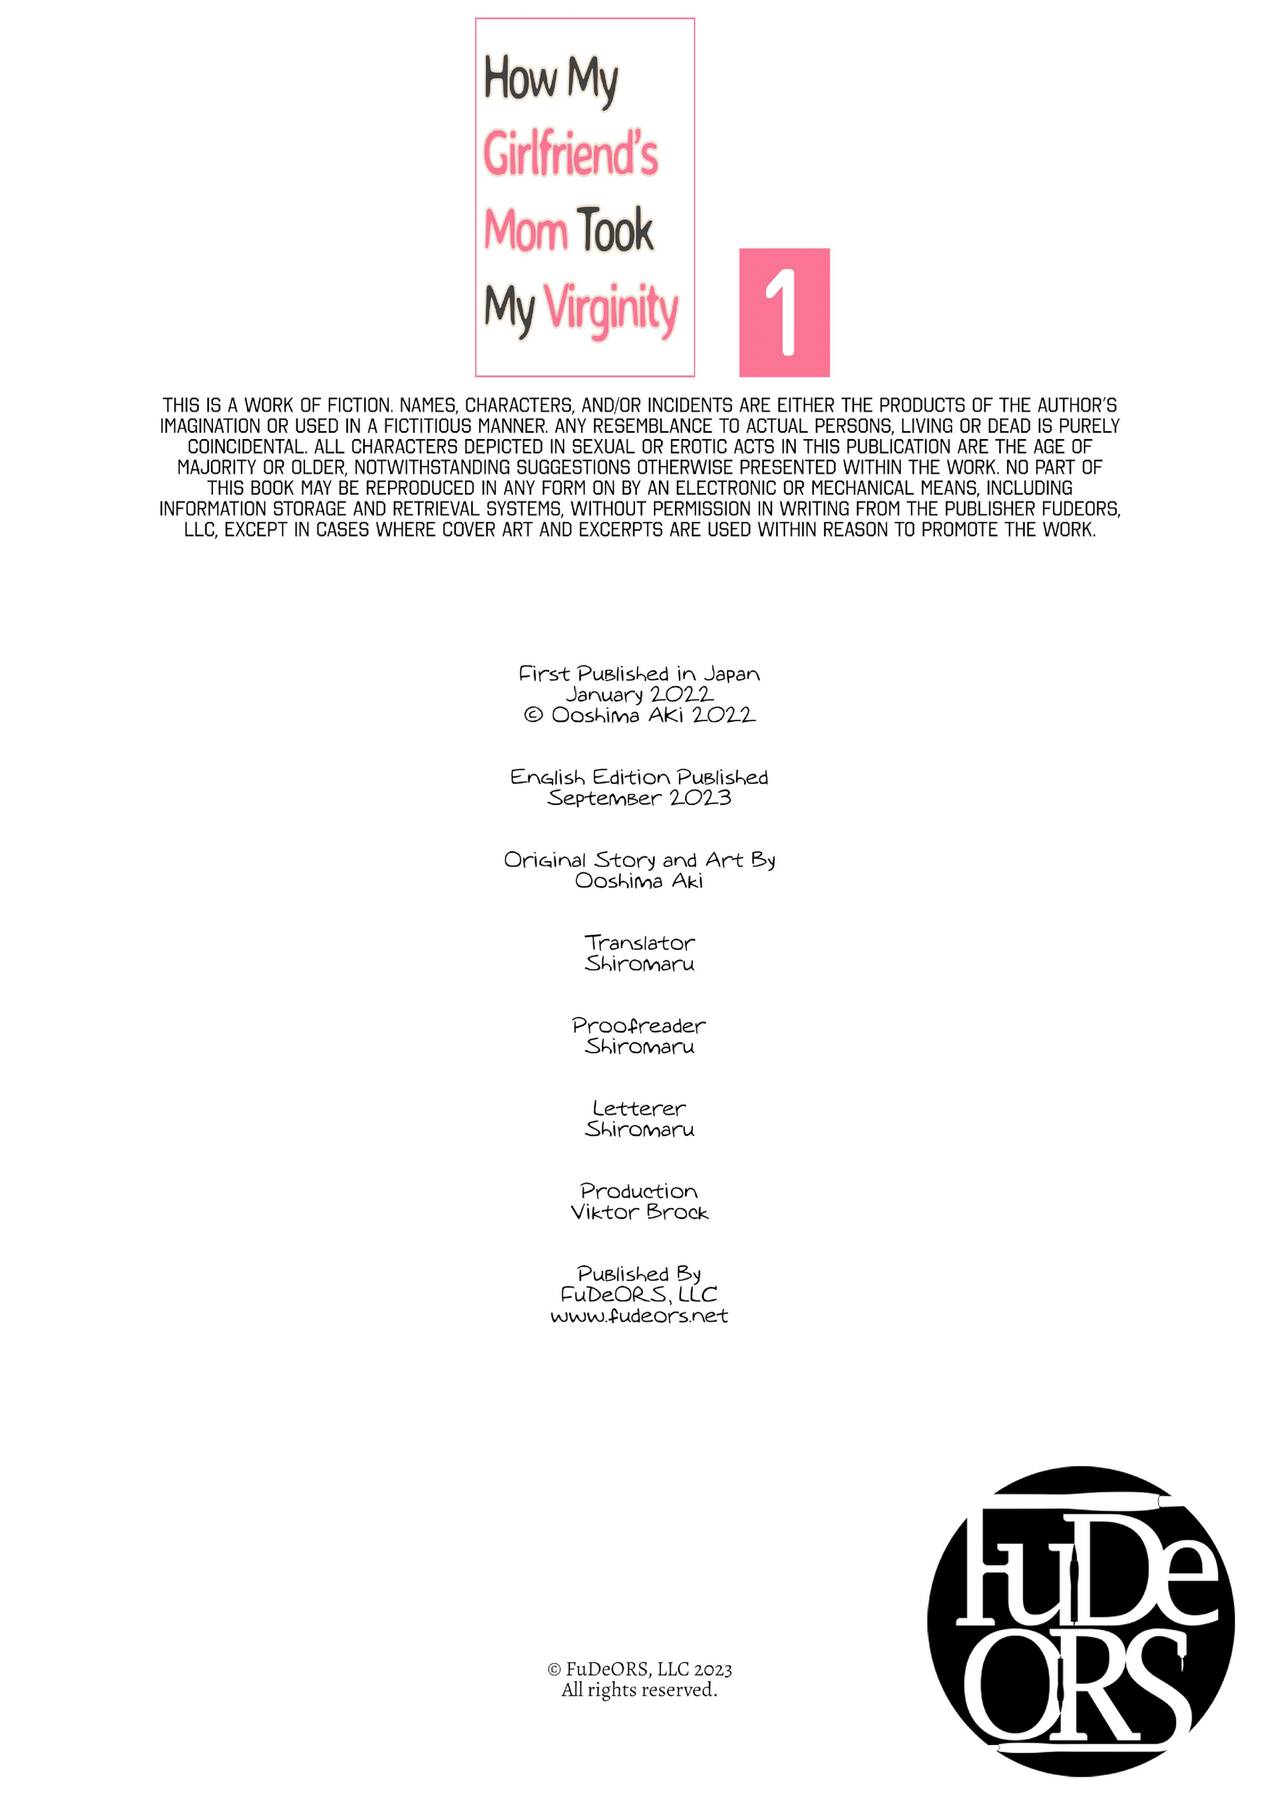 How My
Girlfriend's
Mom Took
My Virginity
1
THIS IS A WORK OF FICTION. NAMES, CHARACTERS, AND/OR INCIDENTS ARE EITHER THE PRODUCTS OF THE AUTHOR'S
IMAGINATION OR USED IN A FICTITIOUS MANNER. ANY RESEMBLANCE TO ACTUAL PERSONS, LIVING OR DEAD IS PURELY
COINCIDENTAL. ALL CHARACTERS DEPICTED IN SEXUAL OR EROTIC ACTS IN THIS PUBLICATION ARE THE AGE OF
MAJORITY OR OLDER, NOTWITHSTANDING SUGGESTIONS OTHERWISE PRESENTED WITHIN THE WORK. NO PART OF
THIS BOOK MAY BE REPRODUCED IN ANY FORM ON BY AN ELECTRONIC OR MECHANICAL MEANS, INCLUDING
INFORMATION STORAGE AND RETRIEVAL SYSTEMS, WITHOUT PERMISSION IN WRITING FROM THE PUBLISHER FUDEORS,
LLC, EXCEPT IN CASES WHERE COVER ART AND EXCERPTS ARE USED WITHIN REASON TO PROMOTE THE WORK.
First Published in Japan
January 2022
© Ooshima Aki 2022
English Edition Published
September 2023
Original Story and Art By
Ooshima Aki
Translator
Shiromaru
Proofreader
Shiromaru
Letterer
Shiromaru
Production
Viktor Brock
Published By
FuDeORS, LLC
www.fudeors.net
© FuDeORS, LLC 2023
All rights reserved.
FuDe
ORS